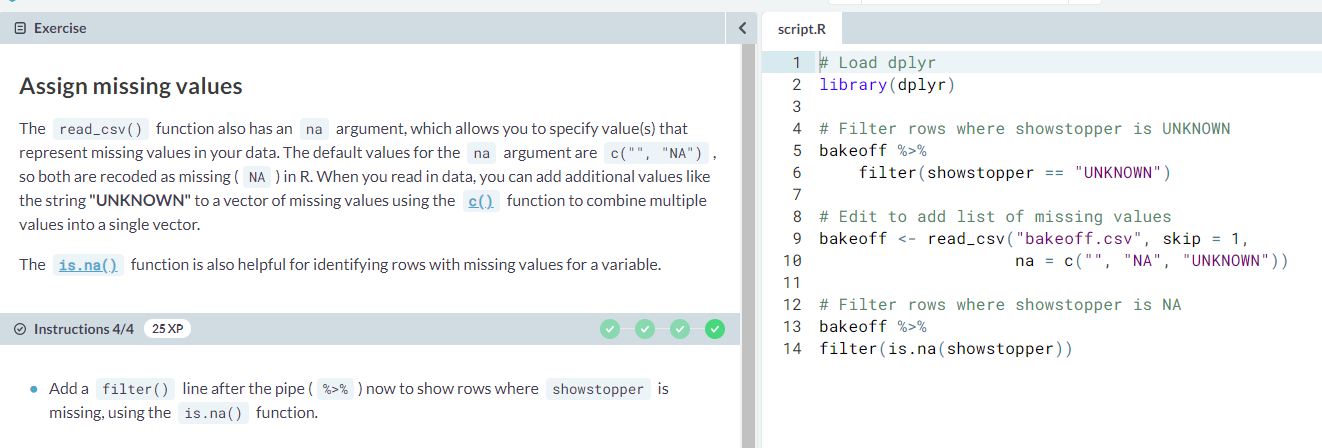 Exercise
Assign missing values
The read_csv() function also has an na argument, which allows you to specify value(s) that
represent missing values in your data. The default values for the na argument are c("", "NA") ,
so both are recoded as missing ( NA ) in R. When you read in data, you can add additional values like
the string "UNKNOWN" to a vector of missing values using the c() function to combine multiple
values into a single vector.
The is.na() function is also helpful for identifying rows with missing values for a variable.
Instructions 4/4 25 XP
Add a filter() line after the pipe ( %>% ) now to show rows where showstopper is
missing, using the is.na() function.
script.R
1 # Load dplyr
2 library(dplyr)
3
4 # Filter rows where showstopper is UNKNOWN
5 bakeoff %>%
6     filter(showstopper == "UNKNOWN")
7
8 # Edit to add list of missing values
9 bakeoff <- read_csv("bakeoff.csv", skip = 1,
10                     na = c("", "NA", "UNKNOWN"))
11
12 # Filter rows where showstopper is NA
13 bakeoff %>%
14 filter(is.na(showstopper))